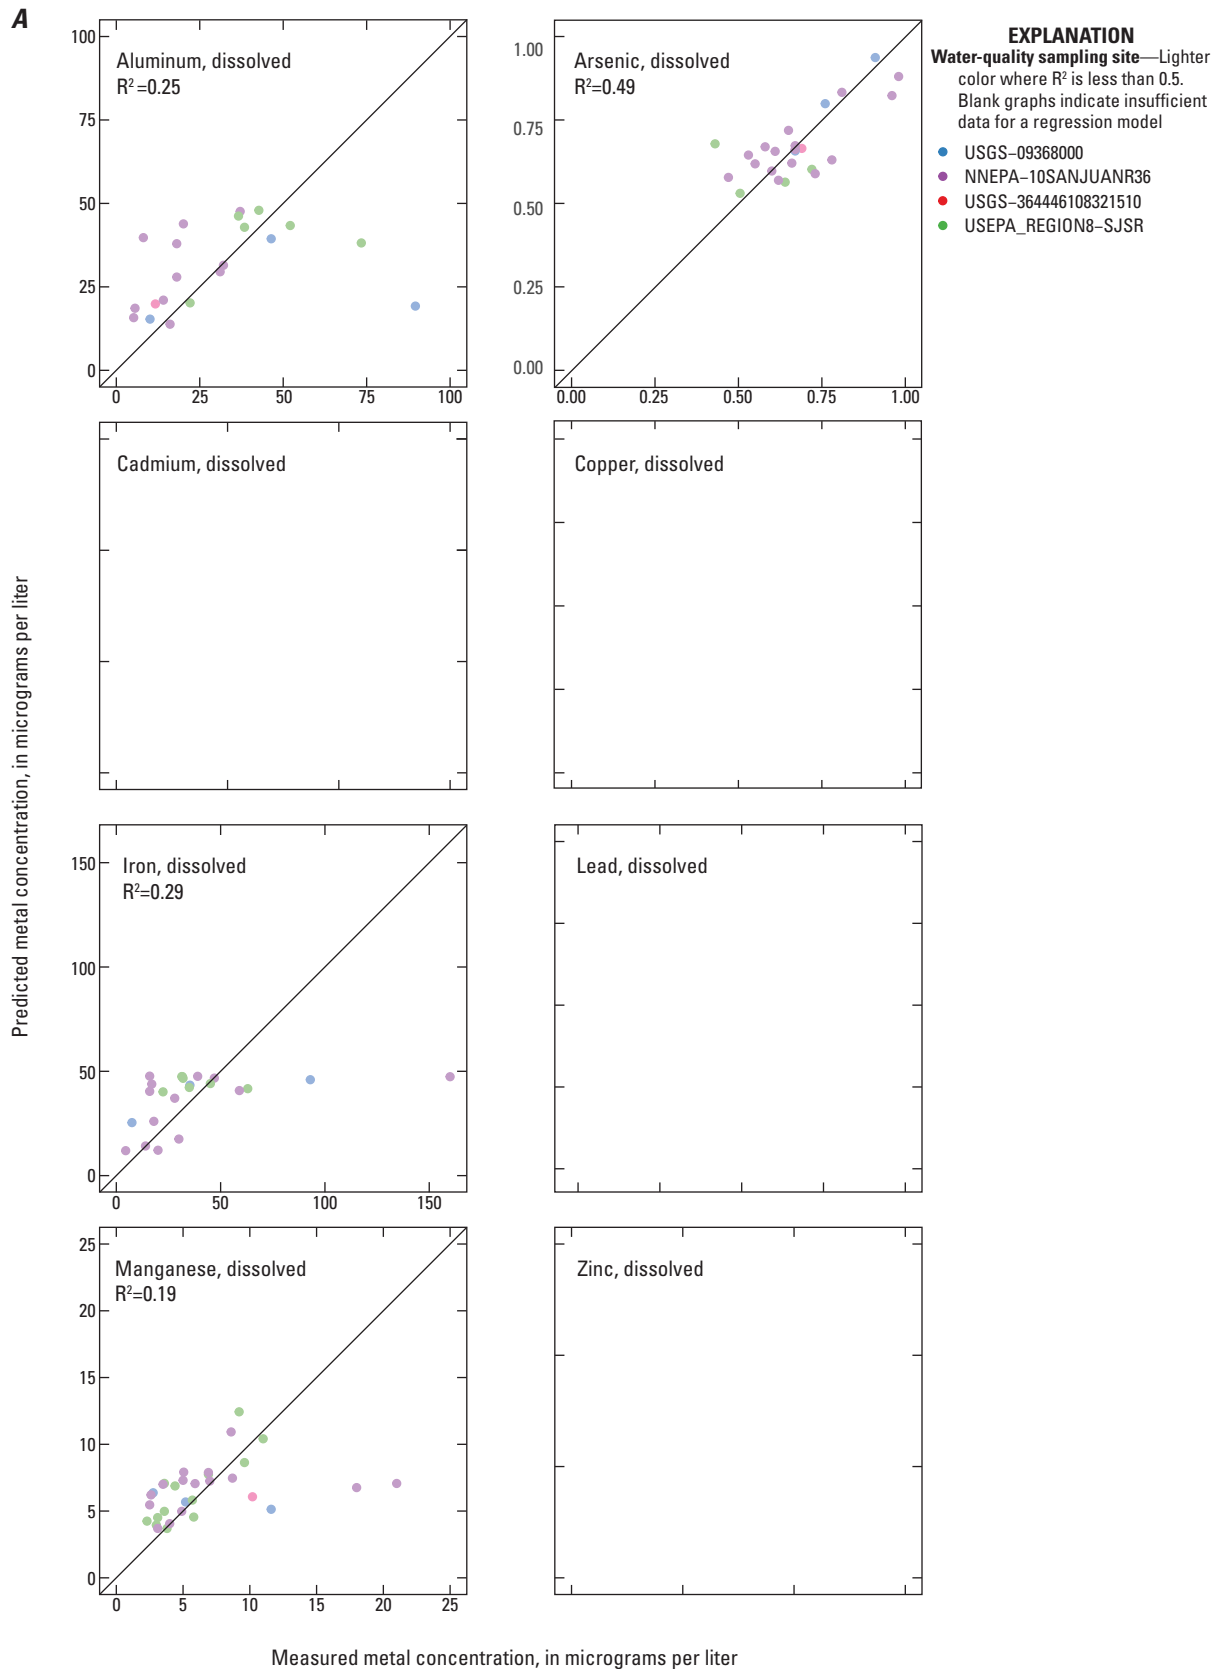 A
Aluminum, dissolved
R²=0.25
100
75
50
25
0
0 25 50 75 100
Arsenic, dissolved
R²=0.49
1.00
0.75
0.50
0.25
0.00
0.00 0.25 0.50 0.75 1.00
EXPLANATION
Water-quality sampling site—Lighter
color where R² is less than 0.5.
Blank graphs indicate insufficient
data for a regression model
USGS–09368000
NNEPA–10SANJUANR36
USGS–364446108321510
USEPA_REGION8–SJSR
Cadmium, dissolved
Copper, dissolved
Predicted metal concentration, in micrograms per liter
Iron, dissolved
R²=0.29
150
100
50
0
0 50 100 150
Lead, dissolved
Manganese, dissolved
R²=0.19
25
20
15
10
5
0
0 5 10 15 20 25
Zinc, dissolved
Measured metal concentration, in micrograms per liter